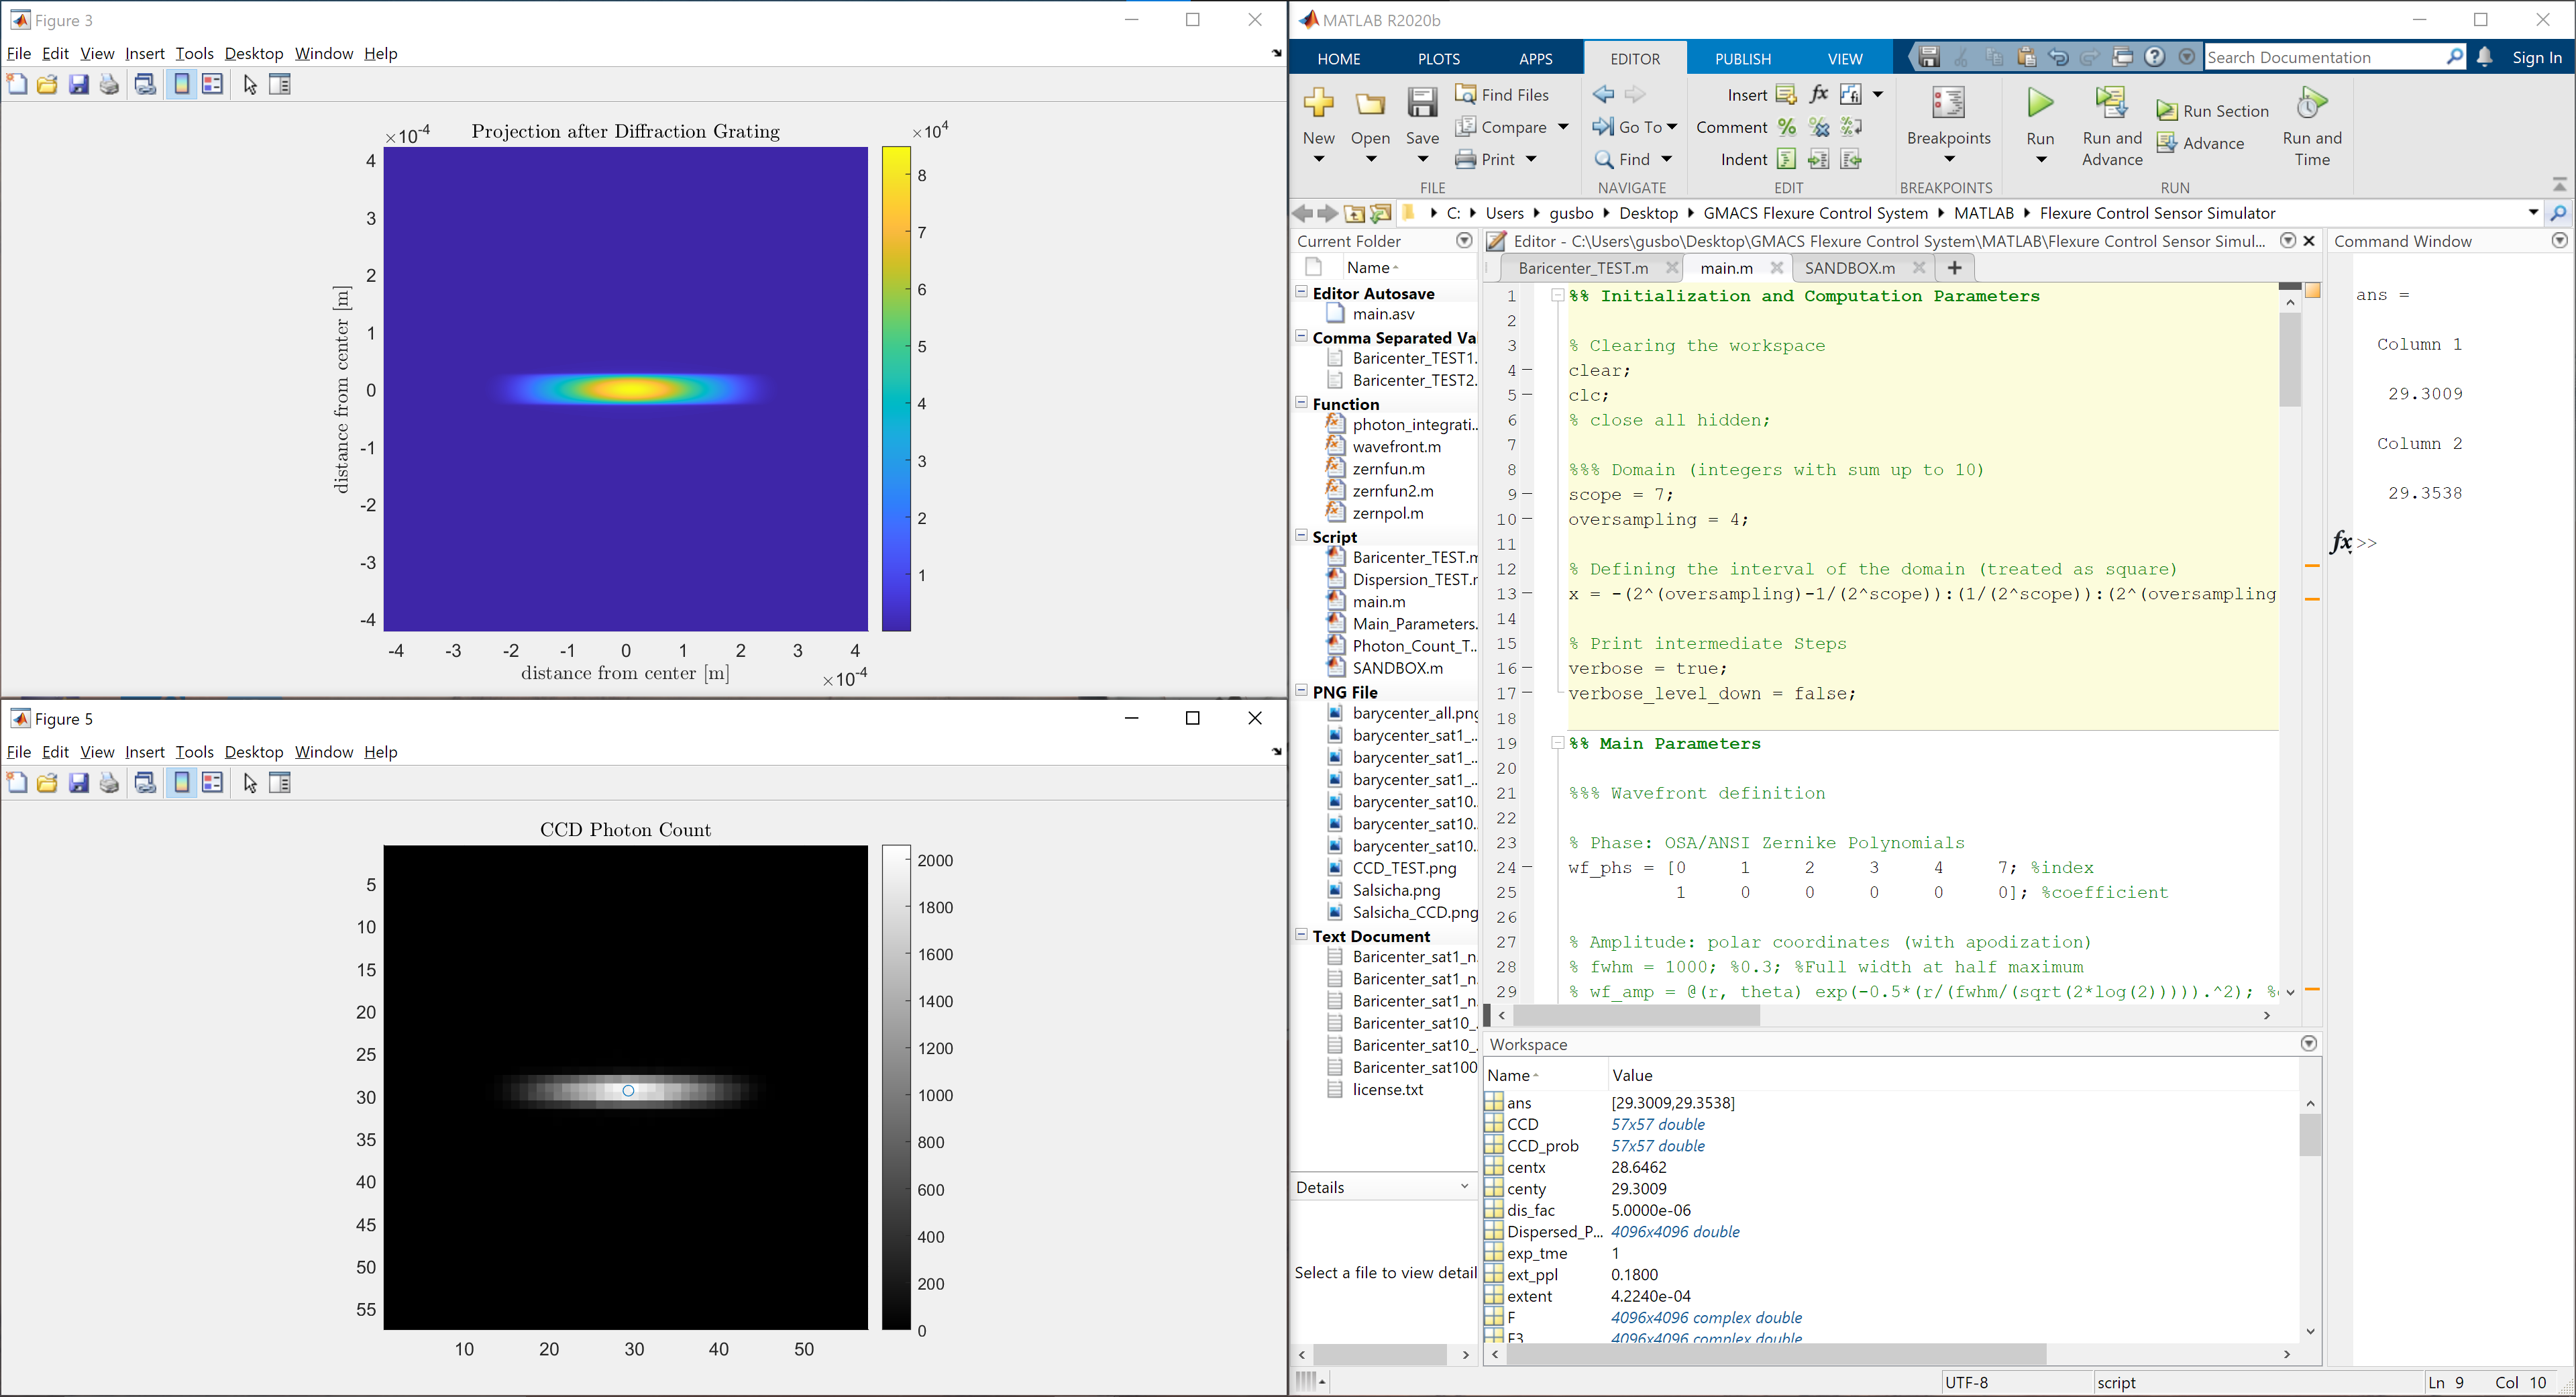 Figure 3
File Edit View Insert Tools Desktop Window Help
×10-4
Projection after Diffraction Grating
×10^4
4
3
2
1
0
-1
-2
-3
-4
distance from center [m]
-4 -3 -2 -1 0 1 2 3 4
distance from center [m]
×10-4
8
7
6
5
4
3
2
1
Figure 5
File Edit View Insert Tools Desktop Window Help
CCD Photon Count
5
10
15
20
25
30
35
40
45
50
55
10 20 30 40 50
2000
1800
1600
1400
1200
1000
800
600
400
200
0
MATLAB R2020b
HOME PLOTS APPS EDITOR PUBLISH VIEW
Search Documentation
Sign In
New Open Save
Find Files
Compare
Print
FILE
Go To
Find
NAVIGATE
Insert
Comment
Indent
EDIT
Breakpoints
BREAKPOINTS
Run
Run and Advance
Run Section
Advance
Run and Time
RUN
C: Users gusbo Desktop GMACS Flexure Control System MATLAB Flexure Control Sensor Simulator
Current Folder
Name
Editor Autosave
main.asv
Comma Separated Va
Baricenter_TEST1.
Baricenter_TEST2.
Function
photon_integrati...
wavefront.m
zernfun.m
zernfun2.m
zernpol.m
Script
Baricenter_TEST.m
Dispersion_TEST.r
main.m
Main_Parameters.
Photon_Count_T...
SANDBOX.m
PNG File
barycenter_all.png
barycenter_sat1_...
barycenter_sat1_...
barycenter_sat1_...
barycenter_sat10..
barycenter_sat10..
barycenter_sat10..
CCD_TEST.png
Salsicha.png
Salsicha_CCD.png
Text Document
Baricenter_sat1_n.
Baricenter_sat1_n.
Baricenter_sat1_n.
Baricenter_sat10_.
Baricenter_sat10_.
Baricenter_sat100
license.txt
Details
Select a file to view detail
Editor - C:\Users\gusbo\Desktop\GMACS Flexure Control System\MATLAB\Flexure Control Sensor Simul...
Baricenter_TEST.m main.m SANDBOX.m +
1 %% Initialization and Computation Parameters
2
3 % Clearing the workspace
4 clear;
5 clc;
6 % close all hidden;
7
8 %%% Domain (integers with sum up to 10)
9 scope = 7;
10 oversampling = 4;
11
12 % Defining the interval of the domain (treated as square)
13 x = -(2^(oversampling)-1/(2^scope)):(1/(2^scope)):(2^(oversampling
14
15 % Print intermediate Steps
16 verbose = true;
17 verbose_level_down = false;
18
19 %% Main Parameters
20
21 %%% Wavefront definition
22
23 % Phase: OSA/ANSI Zernike Polynomials
24 wf_phs = [0 1 2 3 4 7; %index
25 1 0 0 0 0 0]; %coefficient
26
27 % Amplitude: polar coordinates (with apodization)
28 % fwhm = 1000; %0.3; %Full width at half maximum
29 % wf_amp = @(r, theta) exp(-0.5*(r/(fwhm/(sqrt(2*log(2))))).^2); %
Workspace
Name Value
ans [29.3009,29.3538]
CCD 57x57 double
CCD_prob 57x57 double
centx 28.6462
centy 29.3009
dis_fac 5.0000e-06
Dispersed_P... 4096x4096 double
exp_tme 1
ext_ppl 0.1800
extent 4.2240e-04
F 4096x4096 complex double
F3 4096x4096 complex double
Command Window
ans =
Column 1
29.3009
Column 2
29.3538
fx >>
UTF-8 script Ln 9 Col 10